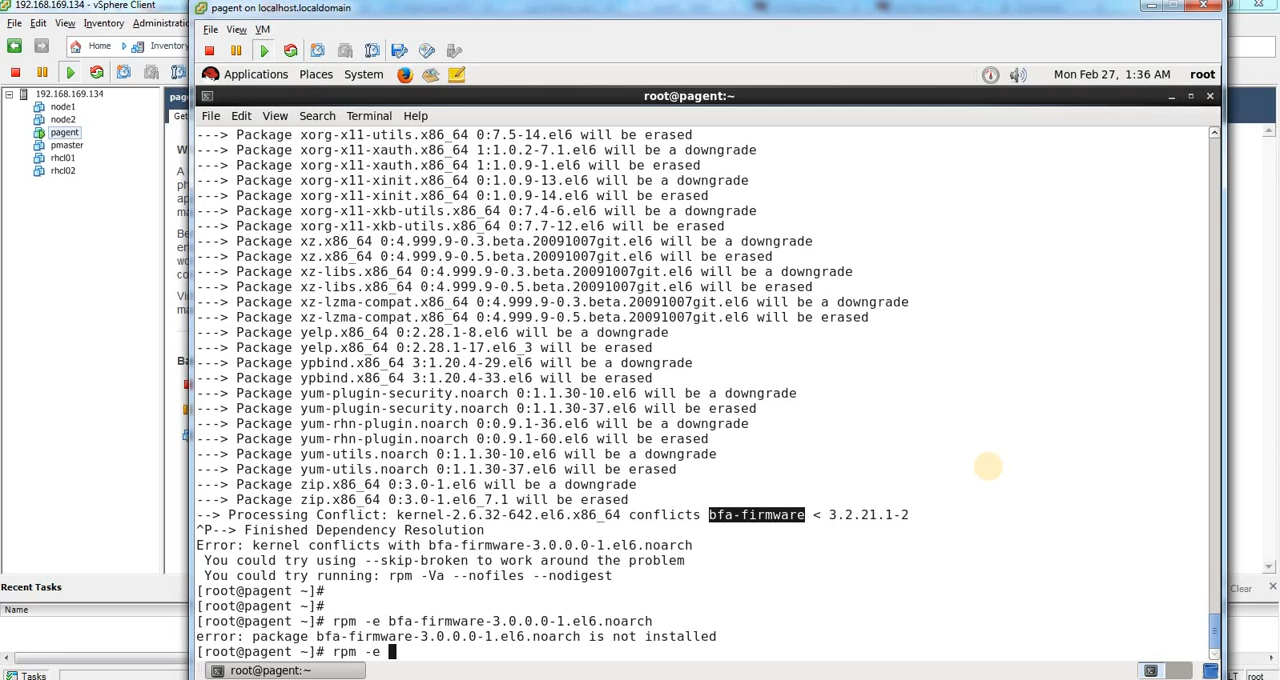 192.168.169.134 - vSphere Client
File Edit View Inventory Administra
Home Inventory
192.168.169.134
node1
node2
pagent
pmaster
rhcl01
rhcl02
Recent Tasks
Name
Clear
Tasks
root
pagent on localhost.localdomain
File View VM
Applications Places System Mon Feb 27, 1:36 AM root
root@pagent:~
File Edit View Search Terminal Help
---> Package xorg-x11-utils.x86_64 0:7.5-14.el6 will be erased
---> Package xorg-x11-xauth.x86_64 1:1.0.2-7.1.el6 will be a downgrade
---> Package xorg-x11-xauth.x86_64 1:1.0.9-1.el6 will be erased
---> Package xorg-x11-xinit.x86_64 0:1.0.9-13.el6 will be a downgrade
---> Package xorg-x11-xinit.x86_64 0:1.0.9-14.el6 will be erased
---> Package xorg-x11-xkb-utils.x86_64 0:7.4-6.el6 will be a downgrade
---> Package xorg-x11-xkb-utils.x86_64 0:7.7-12.el6 will be erased
---> Package xz.x86_64 0:4.999.9-0.3.beta.20091007git.el6 will be a downgrade
---> Package xz.x86_64 0:4.999.9-0.5.beta.20091007git.el6 will be erased
---> Package xz-libs.x86_64 0:4.999.9-0.3.beta.20091007git.el6 will be a downgrade
---> Package xz-libs.x86_64 0:4.999.9-0.5.beta.20091007git.el6 will be erased
---> Package xz-lzma-compat.x86_64 0:4.999.9-0.3.beta.20091007git.el6 will be a downgrade
---> Package xz-lzma-compat.x86_64 0:4.999.9-0.5.beta.20091007git.el6 will be erased
---> Package yelp.x86_64 0:2.28.1-8.el6 will be a downgrade
---> Package yelp.x86_64 0:2.28.1-17.el6_3 will be erased
---> Package ypbind.x86_64 3:1.20.4-29.el6 will be a downgrade
---> Package ypbind.x86_64 3:1.20.4-33.el6 will be erased
---> Package yum-plugin-security.noarch 0:1.1.30-10.el6 will be a downgrade
---> Package yum-plugin-security.noarch 0:1.1.30-37.el6 will be erased
---> Package yum-rhn-plugin.noarch 0:0.9.1-36.el6 will be a downgrade
---> Package yum-rhn-plugin.noarch 0:0.9.1-60.el6 will be erased
---> Package yum-utils.noarch 0:1.1.30-10.el6 will be a downgrade
---> Package yum-utils.noarch 0:1.1.30-37.el6 will be erased
---> Package zip.x86_64 0:3.0-1.el6 will be a downgrade
---> Package zip.x86_64 0:3.0-1.el6_7.1 will be erased
--> Processing Conflict: kernel-2.6.32-642.el6.x86_64 conflicts bfa-firmware < 3.2.21.1-2
^P--> Finished Dependency Resolution
Error: kernel conflicts with bfa-firmware-3.0.0.0-1.el6.noarch
You could try using --skip-broken to work around the problem
You could try running: rpm -Va --nofiles --nodigest
[root@pagent ~]#
[root@pagent ~]#
[root@pagent ~]# rpm -e bfa-firmware-3.0.0.0-1.el6.noarch
error: package bfa-firmware-3.0.0.0-1.el6.noarch is not installed
[root@pagent ~]# rpm -e
root@pagent:~